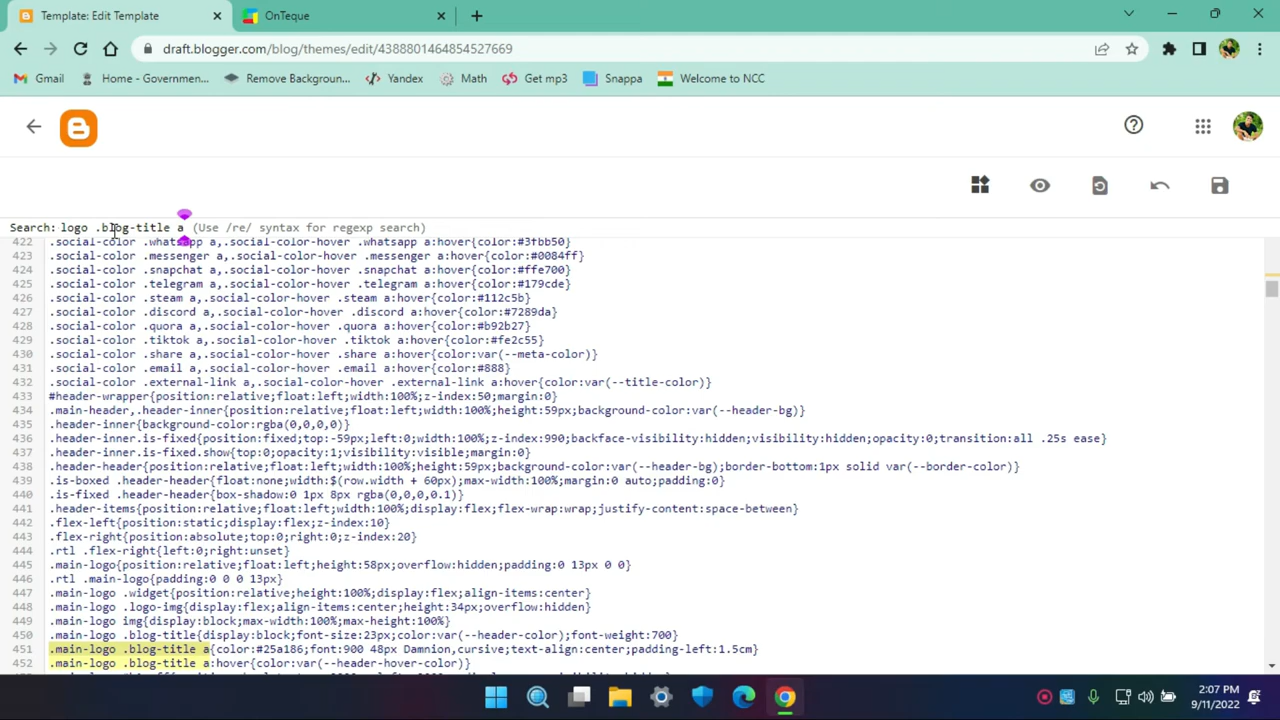 Template: Edit Template
OnTeque
draft.blogger.com/blog/themes/edit/4388801464854527669
Gmail
Home - Governmen...
Remove Backgroun...
Yandex
Math
Get mp3
Snappa
Welcome to NCC
Search: logo .blog-title a (Use /re/ syntax for regexp search)
422 .social-color .whatsapp a,.social-color-hover .whatsapp a:hover{color:#3fbb50}
423 .social-color .messenger a,.social-color-hover .messenger a:hover{color:#0084ff}
424 .social-color .snapchat a,.social-color-hover .snapchat a:hover{color:#ffe700}
425 .social-color .telegram a,.social-color-hover .telegram a:hover{color:#179cde}
426 .social-color .steam a,.social-color-hover .steam a:hover{color:#112c5b}
427 .social-color .discord a,.social-color-hover .discord a:hover{color:#7289da}
428 .social-color .quora a,.social-color-hover .quora a:hover{color:#b92b27}
429 .social-color .tiktok a,.social-color-hover .tiktok a:hover{color:#fe2c55}
430 .social-color .share a,.social-color-hover .share a:hover{color:var(--meta-color)}
431 .social-color .email a,.social-color-hover .email a:hover{color:#888}
432 .social-color .external-link a,.social-color-hover .external-link a:hover{color:var(--title-color)}
433 #header-wrapper{position:relative;float:left;width:100%;z-index:50;margin:0}
434 .main-header,.header-inner{position:relative;float:left;width:100%;height:59px;background-color:var(--header-bg)}
435 .header-inner{background-color:rgba(0,0,0,0)}
436 .header-inner.is-fixed{position:fixed;top:-59px;left:0;width:100%;z-index:990;backface-visibility:hidden;visibility:hidden;opacity:0;transition:all .25s ease}
437 .header-inner.is-fixed.show{top:0;opacity:1;visibility:visible;margin:0}
438 .header-header{position:relative;float:left;width:100%;height:59px;background-color:var(--header-bg);border-bottom:1px solid var(--border-color)}
439 .is-boxed .header-header{float:none;width:$(row.width + 60px);max-width:100%;margin:0 auto;padding:0}
440 .is-fixed .header-header{box-shadow:0 1px 8px rgba(0,0,0,0.1)}
441 .header-items{position:relative;float:left;width:100%;display:flex;flex-wrap:wrap;justify-content:space-between}
442 .flex-left{position:static;display:flex;z-index:10}
443 .flex-right{position:absolute;top:0;right:0;z-index:20}
444 .rtl .flex-right{left:0;right:unset}
445 .main-logo{position:relative;float:left;height:58px;overflow:hidden;padding:0 13px 0 0}
446 .rtl .main-logo{padding:0 0 0 13px}
447 .main-logo .widget{position:relative;height:100%;display:flex;align-items:center}
448 .main-logo .logo-img{display:flex;align-items:center;height:34px;overflow:hidden}
449 .main-logo img{display:block;max-width:100%;max-height:100%}
450 .main-logo .blog-title{display:block;font-size:23px;color:var(--header-color);font-weight:700}
451 .main-logo .blog-title a{color:#25a186;font:900 48px Damnion,cursive;text-align:center;padding-left:1.5cm}
452 .main-logo .blog-title a:hover{color:var(--header-hover-color)}
2:07 PM
9/11/2022